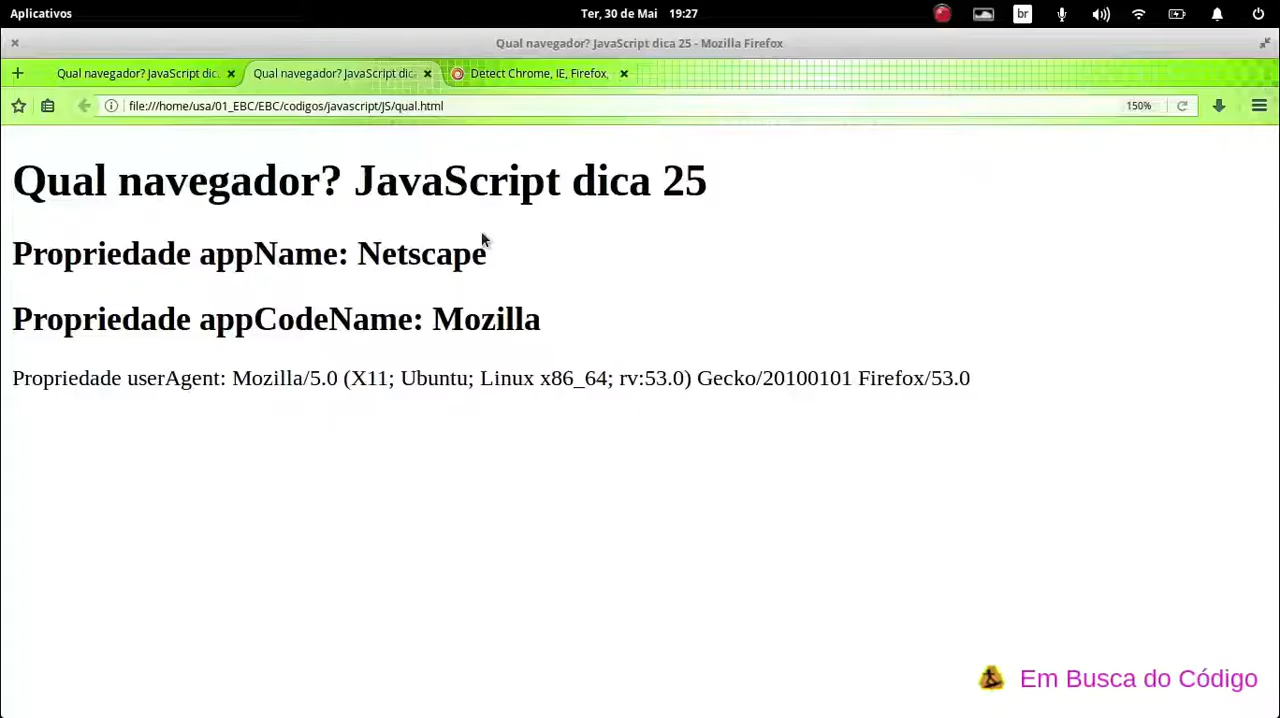 Aplicativos Ter, 30 de Mai 19:27 br
Qual navegador? JavaScript dica 25 - Mozilla Firefox
Qual navegador? JavaScript dic Qual navegador? JavaScript dic Detect Chrome, IE, Firefox,
file:///home/usa/01_EBC/EBC/codigos/javascript/JS/qual.html 150%
Qual navegador? JavaScript dica 25
Propriedade appName: Netscape
Propriedade appCodeName: Mozilla
Propriedade userAgent: Mozilla/5.0 (X11; Ubuntu; Linux x86_64; rv:53.0) Gecko/20100101 Firefox/53.0
Em Busca do Código